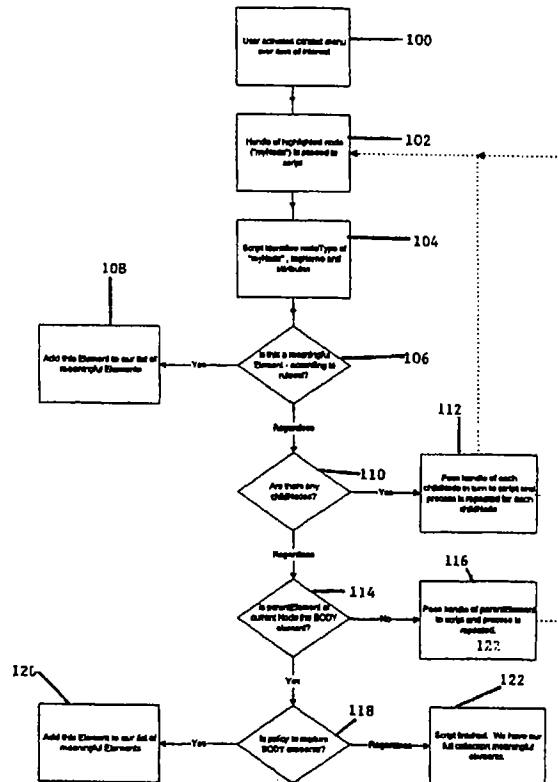 User activated context menu
over area of interest
100
Handle of highlighted node
("myNode") is passed to
script
102
Script identifies nodeType of
"myNode", tagName and
attributes
104
108
Add this Element to our list of
meaningful Elements
Yes
Is this a meaningful
Element - according to
ruleset?
106
Regardless
112
Are there any
childNodes?
110
Yes
Pass handle of each
childNode in turn to script and
process is repeated for each
childNode
Regardless
114
116
Is parentElement of
current Node the BODY
element?
No
Pass handle of parentElement
to script and process is
repeated.
122
Yes
120
122
Add this Element to our list of
meaningful Elements
Yes
Is policy to capture
BODY elements?
118
Regardless
Script finished. We have our
full collection meaningful
elements.